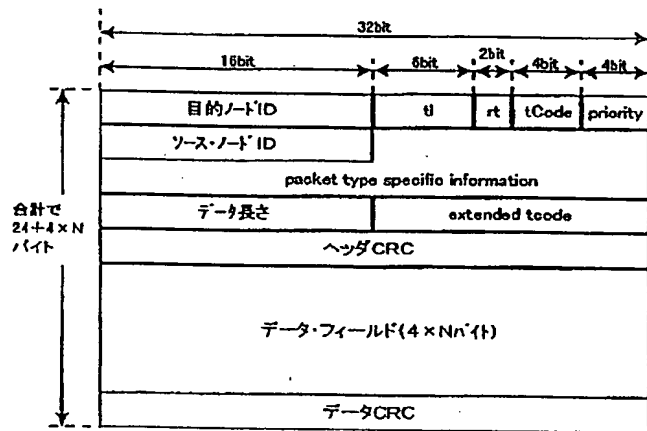 32bit
16bit 6bit 2bit 4bit 4bit
目的ノードID tl rt tCode priority
ソース・ノードID
packet type specific information
データ長さ extended tcode
ヘッダCRC
合計で
24+4×N
バイト
データ・フィールド(4×Nバイト)
データCRC